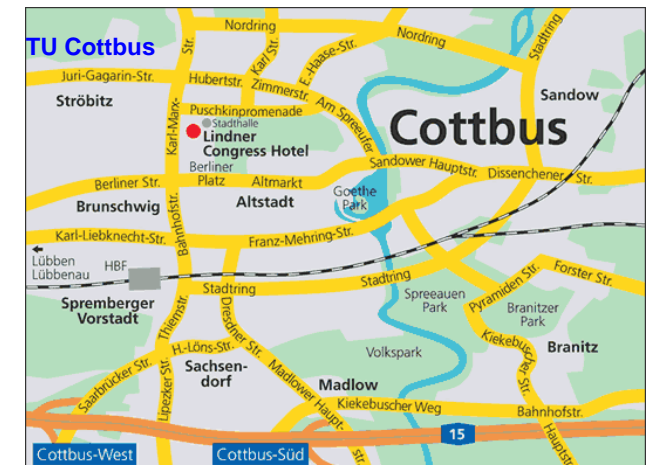 Nordring
Nordring
TU Cottbus
Str.
Karl Str.
E.-Haase-Str.
Stadtring
Juri-Gagarin-Str.
Hubertstr.
Zimmerstr.
Am Spreeufer
Ströbitz
Sandow
Karl-Marx-
Puschkinpromenade
Stadthalle
Lindner
Congress Hotel
Cottbus
Berliner
Platz
Altmarkt
Sandower Hauptstr.
Dissenchener
Str.
Berliner Str.
Goethe
Park
Brunschwig
Altstadt
Bahnhofstr.
Karl-Liebknecht-Str.
Franz-Mehring-Str.
Lübben
Lübbenau
HBF
Stadtring
Stadtring
Spremberger
Vorstadt
Thiemstr.
Dresdner Str.
Spreeauen
Park
Pyramiden Str.
Forster Str.
Branitzer
Park
H.-Löns-Str.
Sachsen-
dorf
Volkspark
Kiekebuscher Str.
Branitz
Saarbrücker Str.
Lipezker Str.
Madlower Haupt-
str.
Madlow
Kiekebuscher Weg
Bahnhofstr.
Hauptstr.
15
Cottbus-West
Cottbus-Süd